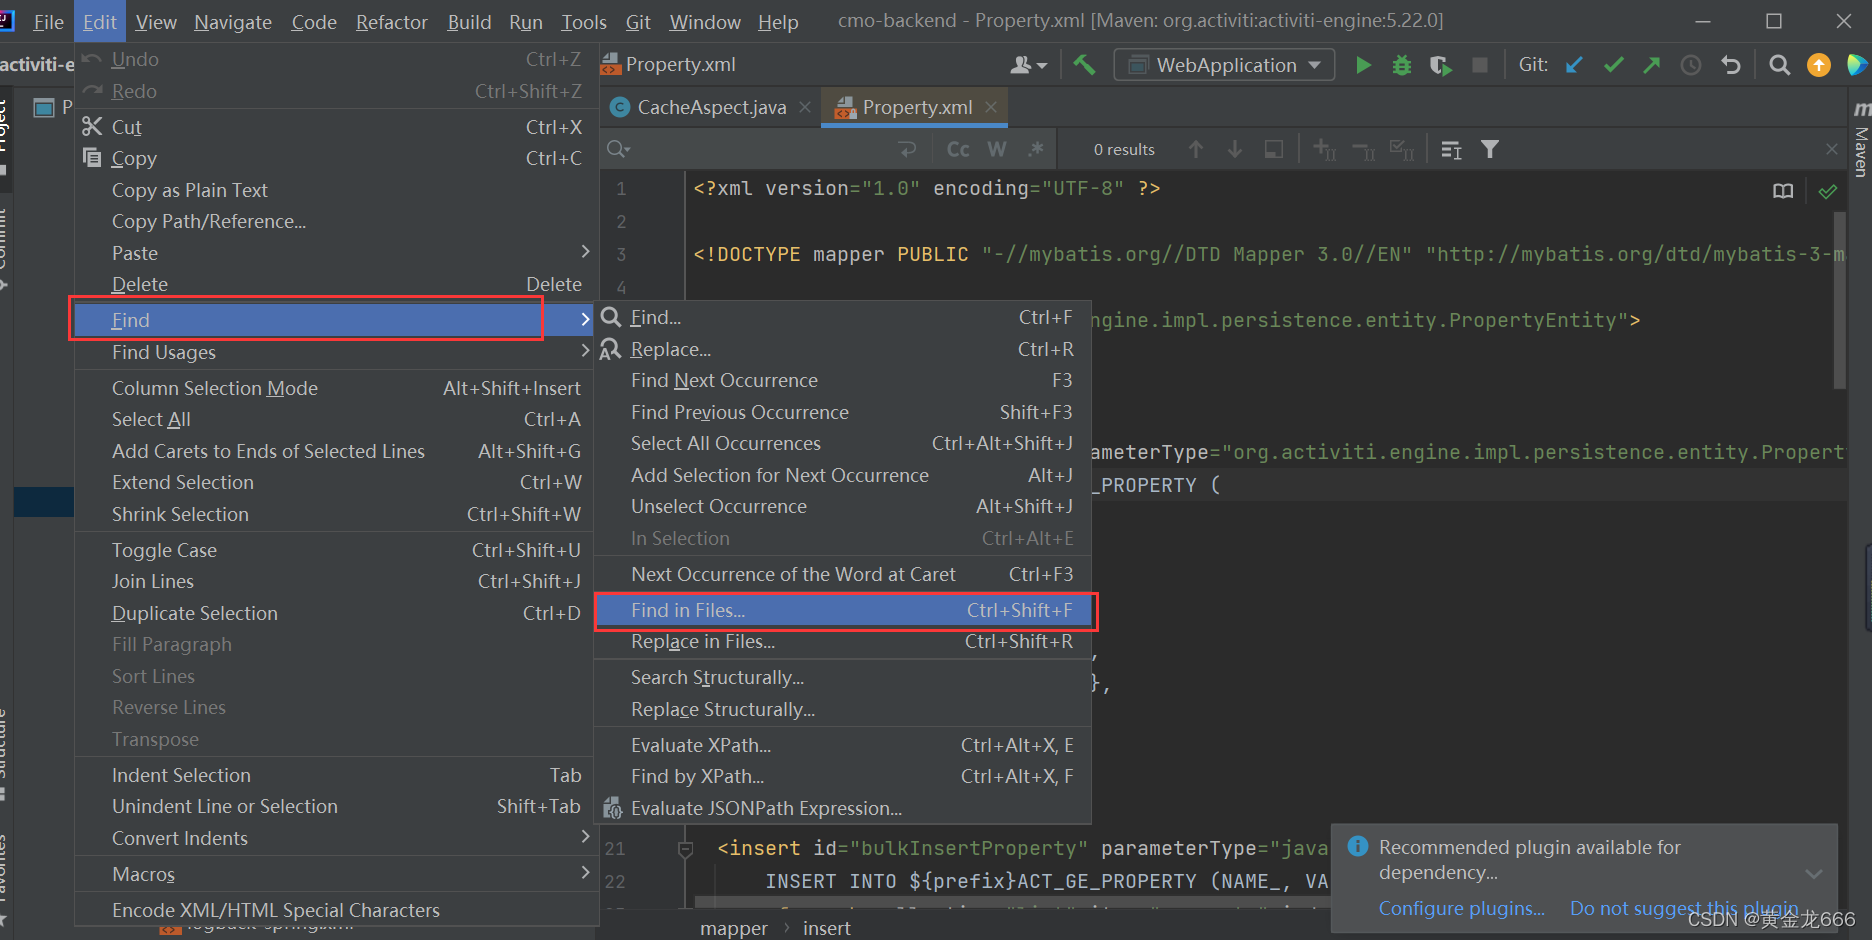 File Edit View Navigate Code Refactor Build Run Tools Git Window Help cmo-backend - Property.xml [Maven: org.activiti:activiti-engine:5.22.0]
activiti-e
Property.xml
WebApplication
Git:
Project
P
Commit
Structure
Favorites
Undo Ctrl+Z
Redo Ctrl+Shift+Z
Cut Ctrl+X
Copy Ctrl+C
Copy as Plain Text
Copy Path/Reference...
Paste
Delete Delete
Find
Find Usages
Column Selection Mode Alt+Shift+Insert
Select All Ctrl+A
Add Carets to Ends of Selected Lines Alt+Shift+G
Extend Selection Ctrl+W
Shrink Selection Ctrl+Shift+W
Toggle Case Ctrl+Shift+U
Join Lines Ctrl+Shift+J
Duplicate Selection Ctrl+D
Fill Paragraph
Sort Lines
Reverse Lines
Transpose
Indent Selection Tab
Unindent Line or Selection Shift+Tab
Convert Indents
Macros
Encode XML/HTML Special Characters
Find... Ctrl+F
Replace... Ctrl+R
Find Next Occurrence F3
Find Previous Occurrence Shift+F3
Select All Occurrences Ctrl+Alt+Shift+J
Add Selection for Next Occurrence Alt+J
Unselect Occurrence Alt+Shift+J
In Selection Ctrl+Alt+E
Next Occurrence of the Word at Caret Ctrl+F3
Find in Files... Ctrl+Shift+F
Replace in Files... Ctrl+Shift+R
Search Structurally...
Replace Structurally...
Evaluate XPath... Ctrl+Alt+X, E
Find by XPath... Ctrl+Alt+X, F
Evaluate JSONPath Expression...
CacheAspect.java
Property.xml
Cc W .* 0 results
m
Maven
1 <?xml version="1.0" encoding="UTF-8" ?>
2
3 <!DOCTYPE mapper PUBLIC "-//mybatis.org//DTD Mapper 3.0//EN" "http://mybatis.org/dtd/mybatis-3-m
4
ngine.impl.persistence.entity.PropertyEntity">
ameterType="org.activiti.engine.impl.persistence.entity.Propert
_PROPERTY (
,
},
21 <insert id="bulkInsertProperty" parameterType="java
22 INSERT INTO ${prefix}ACT_GE_PROPERTY (NAME_, VA
mapper insert
Recommended plugin available for
dependency...
Configure plugins... Do not suggest this plugin
CSDN @黄金龙666